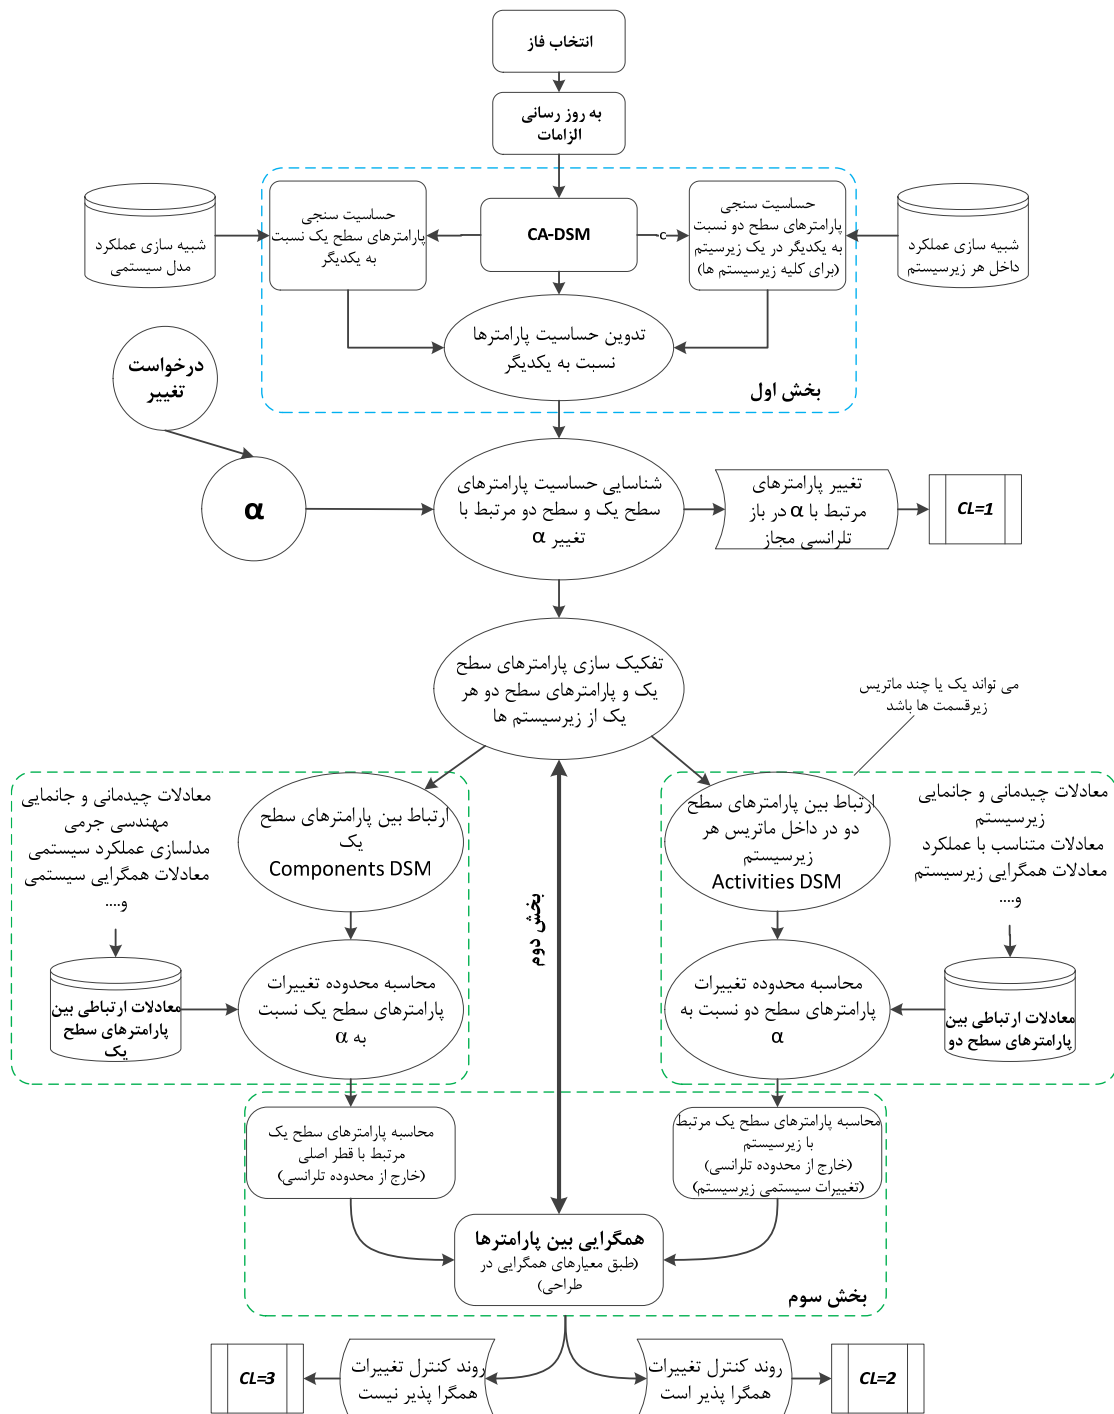 انتخاب فاز
به روز رسانی
الزامات
حساسیت سنجی
پارامترهای سطح دو نسبت
به یکدیگر در یک زیرسیتم
(برای کلیه زیرسیستم ها)
شبیه سازی عملکرد
داخل هر زیرسیستم
c
CA-DSM
حساسیت سنجی
پارامترهای سطح یک نسبت
به یکدیگر
شبیه سازی عملکرد
مدل سیستمی
تدوین حساسیت پارامترها
نسبت به یکدیگر
بخش اول
درخواست
تغییر
α
شناسایی حساسیت پارامترهای
سطح یک و سطح دو مرتبط با
تغییر α
تغییر پارامترهای
مرتبط با α در باز
تلرانسی مجاز
CL=1
تفکیک سازی پارامترهای سطح
یک و پارامترهای سطح دو هر
یک از زیرسیستم ها
می تواند یک یا چند ماتریس
زیرقسمت ها باشد
معادلات چیدمانی و جانمایی
زیرسیستم
معادلات متناسب با عملکرد
معادلات همگرایی زیرسیستم
و....
ارتباط بین پارامترهای سطح
دو در داخل ماتریس هر
زیرسیستم
Activities DSM
ارتباط بین پارامترهای سطح
یک
Components DSM
معادلات چیدمانی و جانمایی
مهندسی جرمی
مدلسازی عملکرد سیستمی
معادلات همگرایی سیستمی
و....
بخش دوم
معادلات ارتباطی بین
پارامترهای سطح دو
محاسبه محدوده تغییرات
پارامترهای سطح دو نسبت به
α
محاسبه محدوده تغییرات
پارامترهای سطح یک نسبت
به α
معادلات ارتباطی بین
پارامترهای سطح
یک
محاسبه پارامترهای سطح یک مرتبط
با زیرسیستم
(خارج از محدوده تلرانسی)
(تغییرات سیستمی زیرسیستم)
محاسبه پارامترهای سطح یک
مرتبط با قطر اصلی
(خارج از محدوده تلرانسی)
همگرایی بین پارامترها
(طبق معیارهای همگرایی در
طراحی)
بخش سوم
CL=2
روند کنترل تغییرات
همگرا پذیر است
روند کنترل تغییرات
همگرا پذیر نیست
CL=3